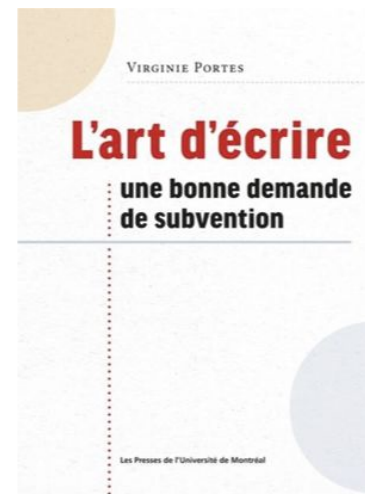 Virginie Portes
L'art d'écrire
une bonne demande
de subvention
Les Presses de l'Université de Montréal